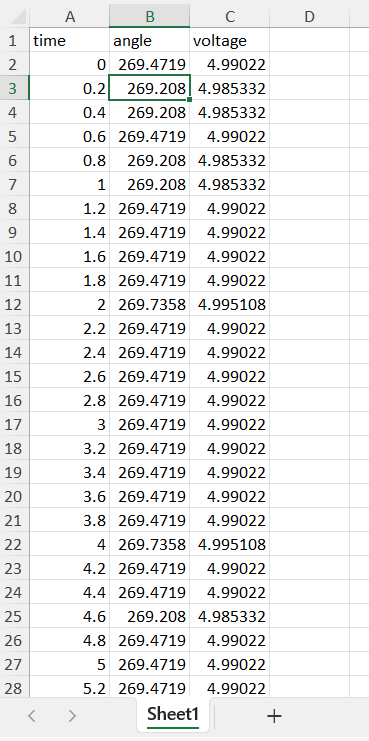 A B C D
1 time angle voltage
2 0 269.4719 4.99022
3 0.2 269.208 4.985332
4 0.4 269.208 4.985332
5 0.6 269.4719 4.99022
6 0.8 269.208 4.985332
7 1 269.208 4.985332
8 1.2 269.4719 4.99022
9 1.4 269.4719 4.99022
10 1.6 269.4719 4.99022
11 1.8 269.4719 4.99022
12 2 269.7358 4.995108
13 2.2 269.4719 4.99022
14 2.4 269.4719 4.99022
15 2.6 269.4719 4.99022
16 2.8 269.4719 4.99022
17 3 269.4719 4.99022
18 3.2 269.4719 4.99022
19 3.4 269.4719 4.99022
20 3.6 269.4719 4.99022
21 3.8 269.4719 4.99022
22 4 269.7358 4.995108
23 4.2 269.4719 4.99022
24 4.4 269.4719 4.99022
25 4.6 269.208 4.985332
26 4.8 269.4719 4.99022
27 5 269.4719 4.99022
28 5.2 269.4719 4.99022
Sheet1